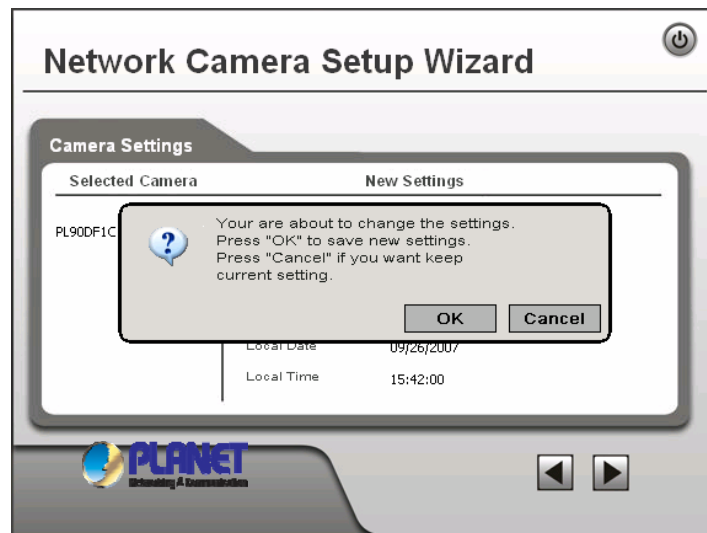 Network Camera Setup Wizard
Camera Settings
Selected Camera New Settings
PL90DF1C
Your are about to change the settings.
Press "OK" to save new settings.
Press "Cancel" if you want keep
current setting.
OK Cancel
Local Date 09/26/2007
Local Time 15:42:00
PLANET
Networking & Communication